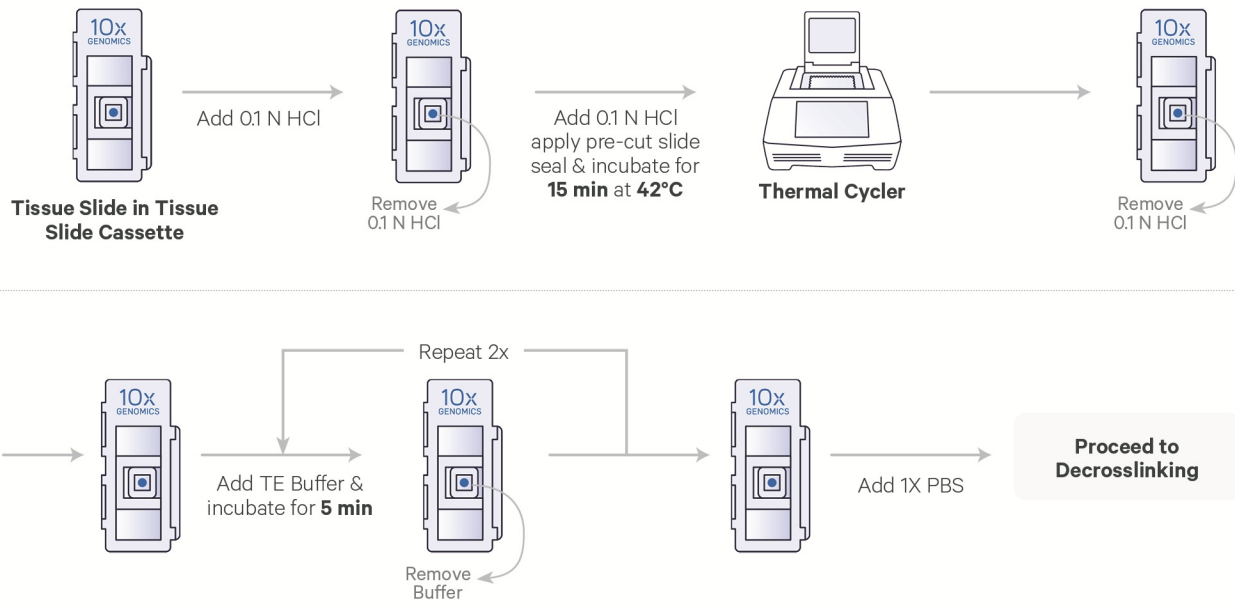 10x
GENOMICS
10x
GENOMICS
10x
GENOMICS
Add 0.1 N HCl
Add 0.1 N HCl
apply pre-cut slide
seal & incubate for
15 min at 42°C
Tissue Slide in Tissue
Slide Cassette
Remove
0.1 N HCl
Thermal Cycler
Remove
0.1 N HCl
Repeat 2x
10x
GENOMICS
10x
GENOMICS
10x
GENOMICS
Add TE Buffer &
incubate for 5 min
Remove
Buffer
Add 1X PBS
Proceed to
Decrosslinking